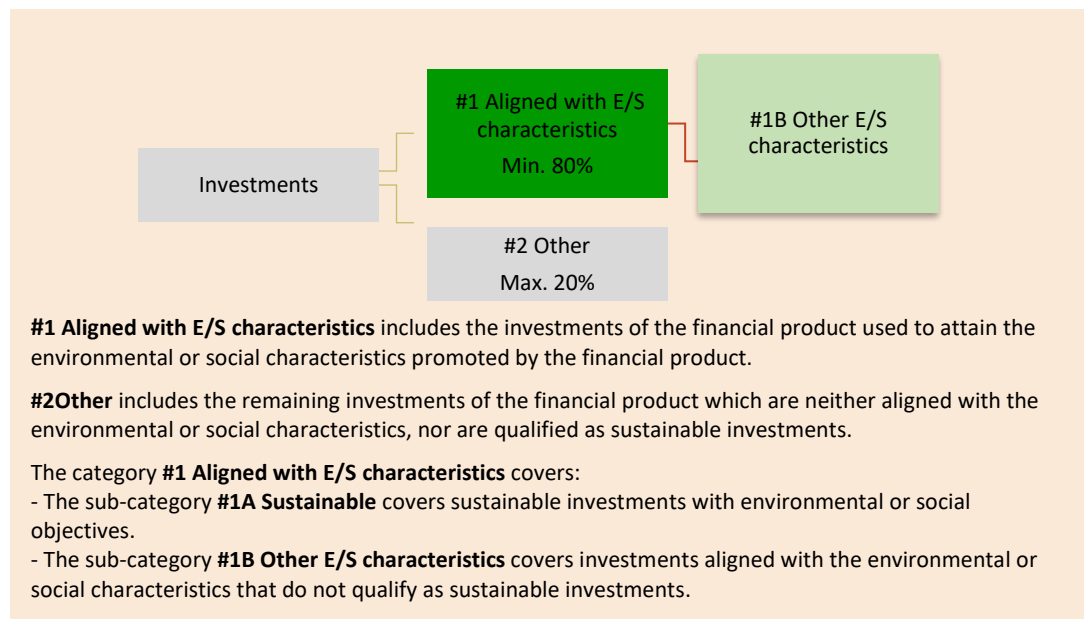 #1 Aligned with E/S
characteristics
Min. 80%
#1B Other E/S
characteristics
Investments
#2 Other
Max. 20%
#1 Aligned with E/S characteristics includes the investments of the financial product used to attain the
environmental or social characteristics promoted by the financial product.
#2Other includes the remaining investments of the financial product which are neither aligned with the
environmental or social characteristics, nor are qualified as sustainable investments.
The category #1 Aligned with E/S characteristics covers:
- The sub-category #1A Sustainable covers sustainable investments with environmental or social
objectives.
- The sub-category #1B Other E/S characteristics covers investments aligned with the environmental or
social characteristics that do not qualify as sustainable investments.